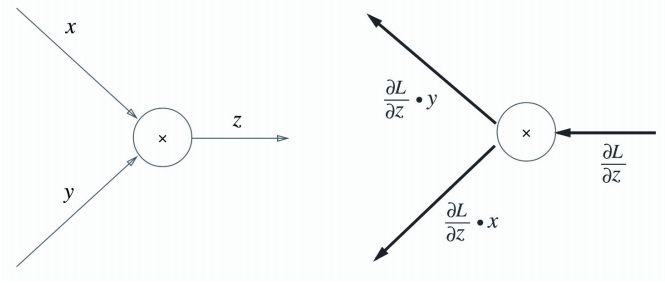 x
×
z
y
∂L/∂z • y
×
∂L/∂z
∂L/∂z • x